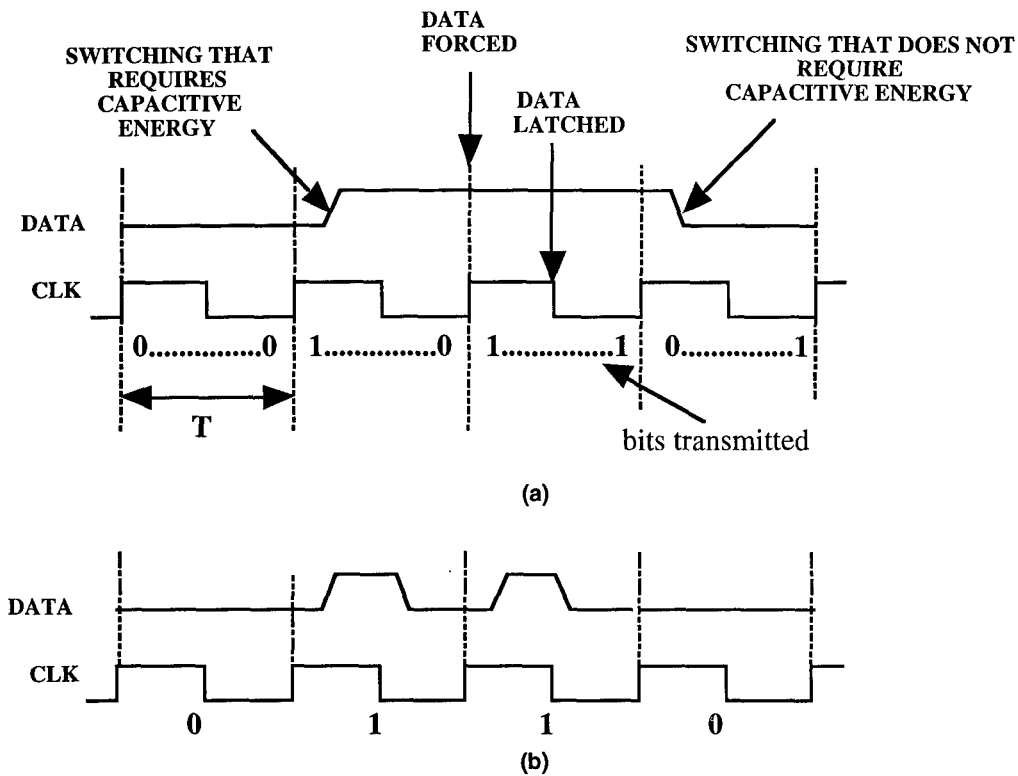 DATA
FORCED
SWITCHING THAT
REQUIRES
CAPACITIVE
ENERGY
SWITCHING THAT DOES NOT
REQUIRE
CAPACITIVE ENERGY
DATA
LATCHED
DATA
CLK
0...............0 1...............0 1...............1 0...............1
T
bits transmitted
(a)
DATA
CLK
0 1 1 0
(b)